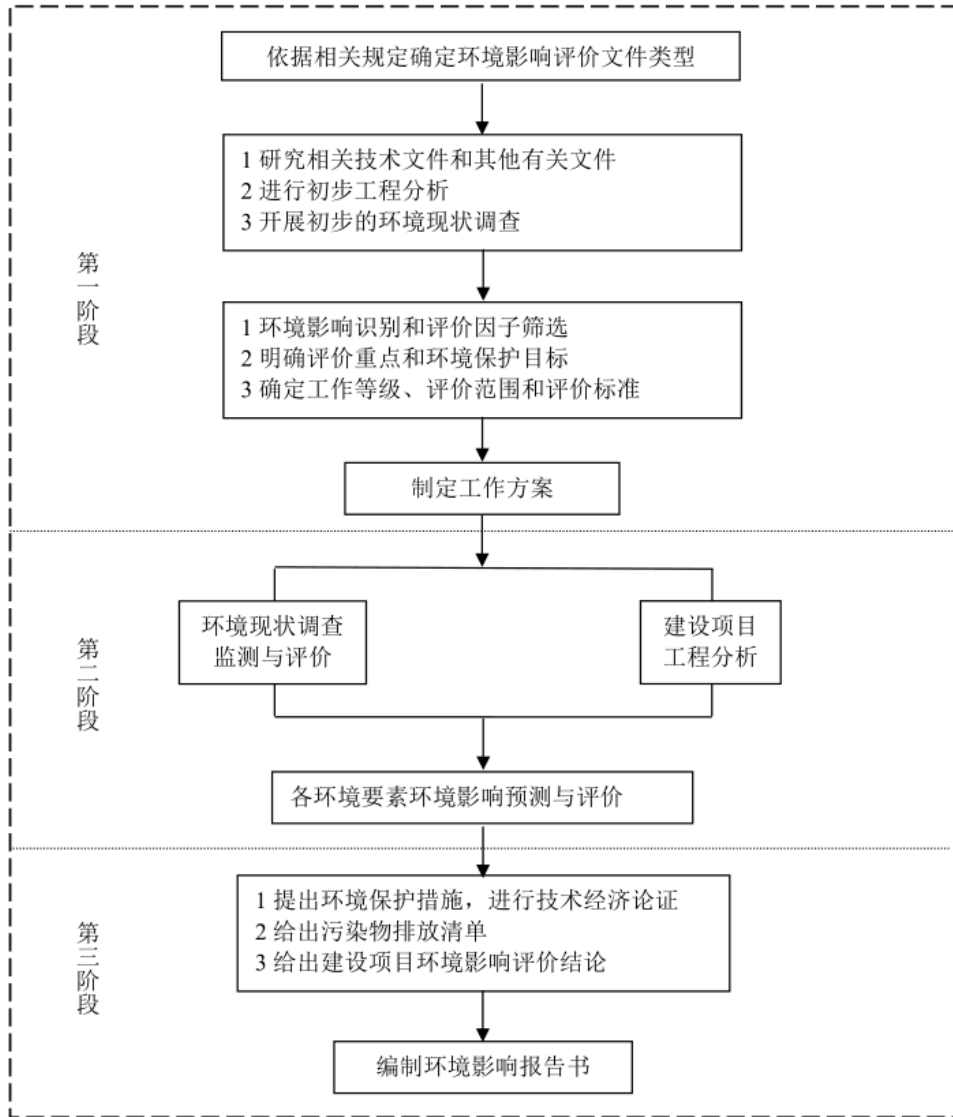 依据相关规定确定环境影响评价文件类型
1 研究相关技术文件和其他有关文件
2 进行初步工程分析
3 开展初步的环境现状调查
第一阶段
1 环境影响识别和评价因子筛选
2 明确评价重点和环境保护目标
3 确定工作等级、评价范围和评价标准
制定工作方案
第二阶段
环境现状调查
监测与评价
建设项目
工程分析
各环境要素环境影响预测与评价
第三阶段
1 提出环境保护措施，进行技术经济论证
2 给出污染物排放清单
3 给出建设项目环境影响评价结论
编制环境影响报告书